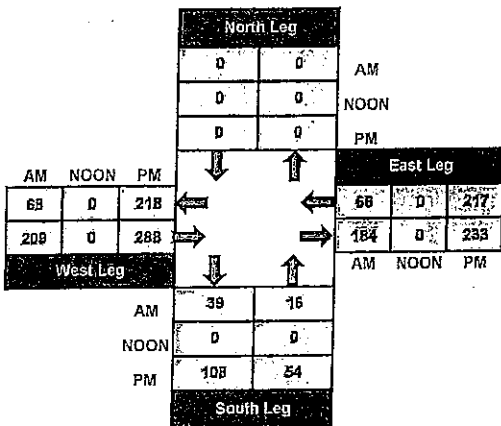 North Leg
0 0 AM
0 0 NOON
0 0 PM
AM NOON PM
East Leg
68 0 218
66 0 217
209 0 288
184 0 233
West Leg
AM NOON PM
AM 39 16
NOON 0 0
PM 108 54
South Leg